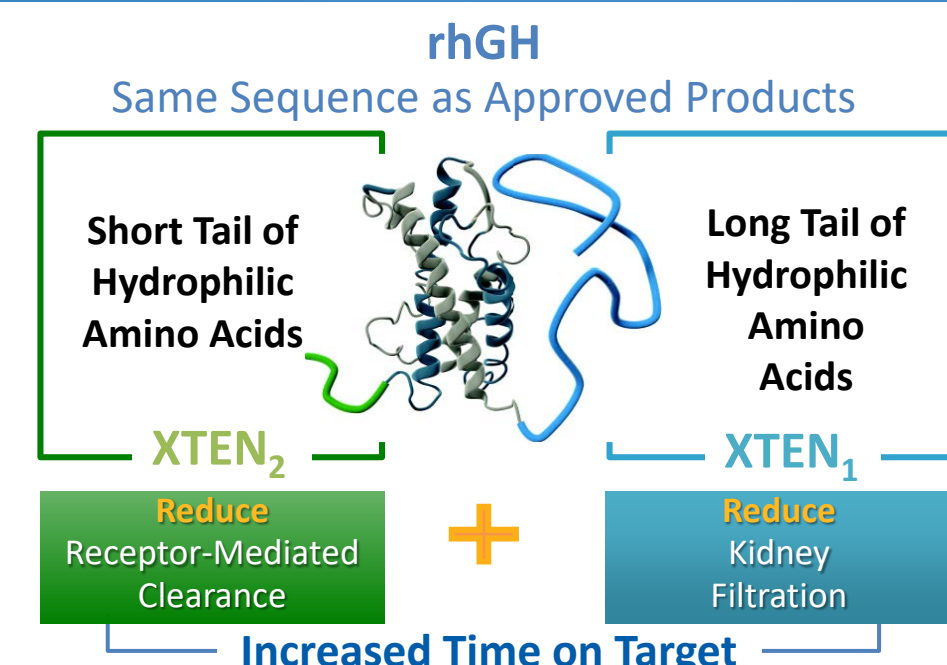 rhGH
Same Sequence as Approved Products
Short Tail of
Hydrophilic
Amino Acids
XTEN₂
Reduce
Receptor-Mediated
Clearance
+
Long Tail of
Hydrophilic
Amino
Acids
XTEN₁
Reduce
Kidney
Filtration
Increased Time on Target